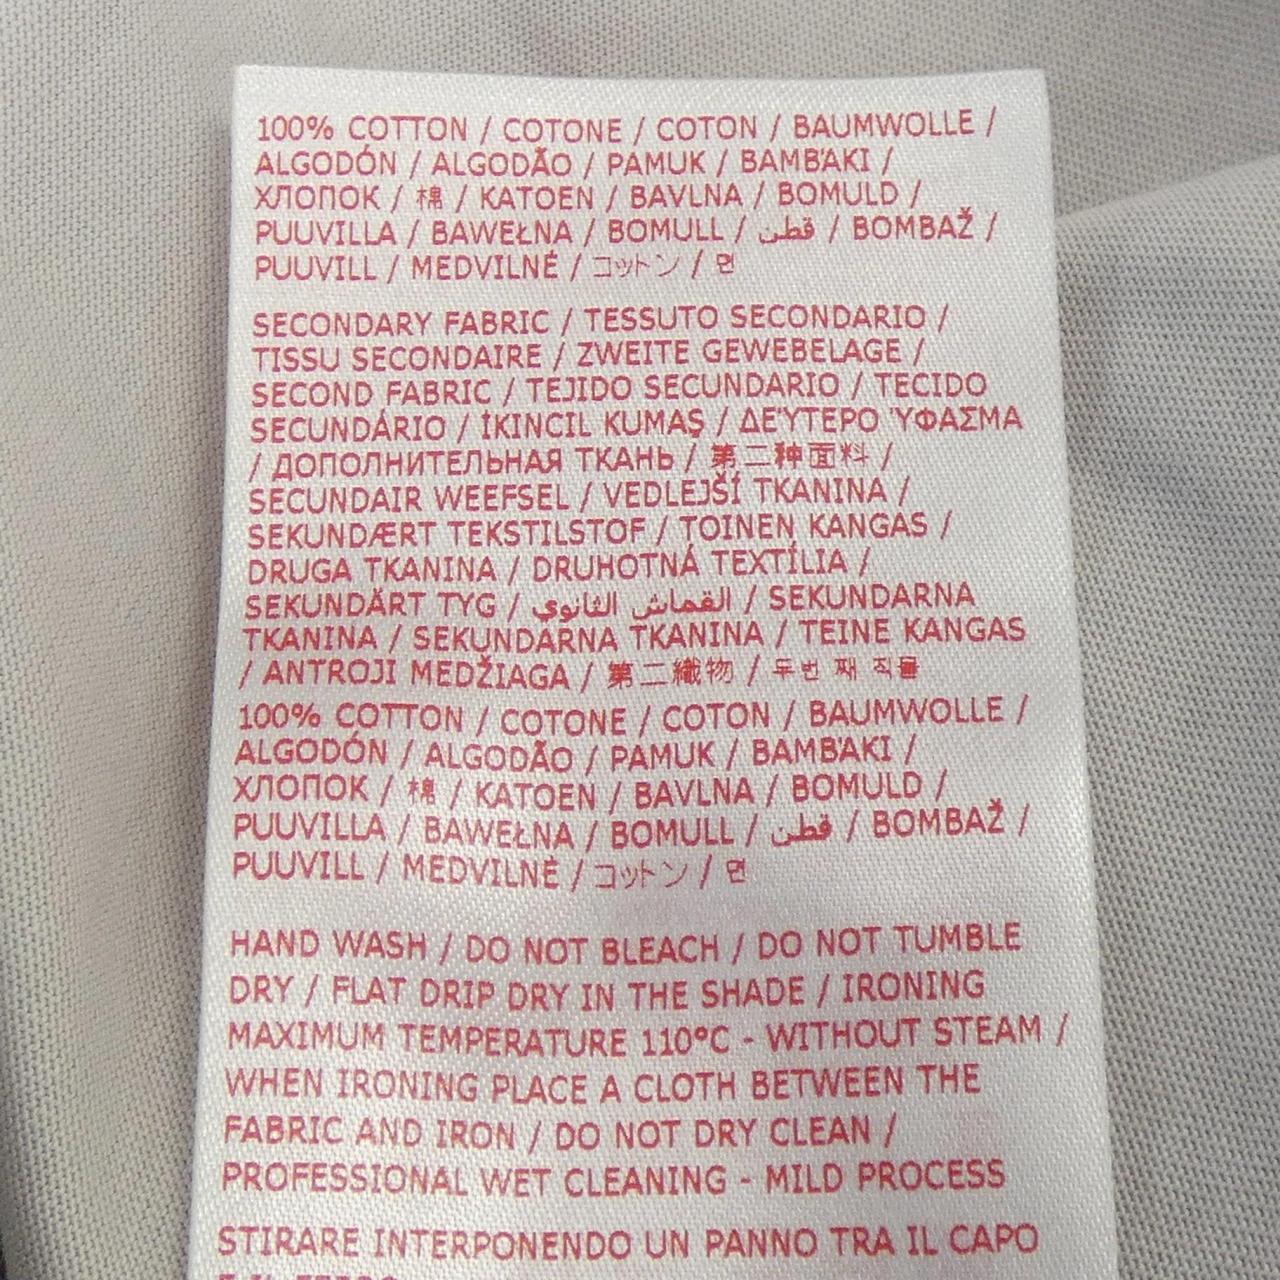 100% COTTON / COTONE / COTON / BAUMWOLLE /
ALGODÓN / ALGODÃO / PAMUK / BAMB'AKI /
ХЛОПОК / 棉 / KATOEN / BAVLNA / BOMULD /
PUUVILLA / BAWEŁNA / BOMULL / قطن / BOMBAŽ /
PUUVILL / MEDVILNĖ / コットン / 면
SECONDARY FABRIC / TESSUTO SECONDARIO /
TISSU SECONDAIRE / ZWEITE GEWEBELAGE /
SECOND FABRIC / TEJIDO SECUNDARIO / TECIDO
SECUNDÁRIO / İKINCIL KUMAŞ / ΔΕ'ΥΤΕΡΟ 'ΥΦΑΣΜΑ
/ ДОПОЛНИТЕЛЬНАЯ ТКАНЬ / 第二种面料 /
SECUNDAIR WEEFSEL / VEDLEJŠÍ TKANINA /
SEKUNDÆRT TEKSTILSTOF / TOINEN KANGAS /
DRUGA TKANINA / DRUHOTNÁ TEXTÍLIA /
SEKUNDÄRT TYG / القماش الثانوي / SEKUNDARNA
TKANINA / SEKUNDARNA TKANINA / TEINE KANGAS
/ ANTROJI MEDŽIAGA / 第二織物 / 두번 째 직물
100% COTTON / COTONE / COTON / BAUMWOLLE /
ALGODÓN / ALGODÃO / PAMUK / BAMB'AKI /
ХЛОПОК / 棉 / KATOEN / BAVLNA / BOMULD /
PUUVILLA / BAWEŁNA / BOMULL / قطن / BOMBAŽ /
PUUVILL / MEDVILNĖ / コットン / 면
HAND WASH / DO NOT BLEACH / DO NOT TUMBLE
DRY / FLAT DRIP DRY IN THE SHADE / IRONING
MAXIMUM TEMPERATURE 110°C - WITHOUT STEAM /
WHEN IRONING PLACE A CLOTH BETWEEN THE
FABRIC AND IRON / DO NOT DRY CLEAN /
PROFESSIONAL WET CLEANING - MILD PROCESS
STIRARE INTERPONENDO UN PANNO TRA IL CAPO